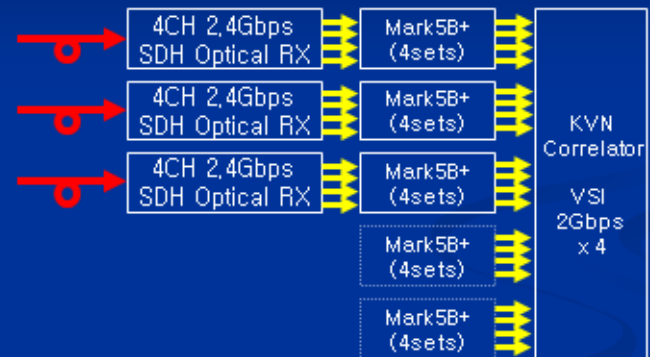 4CH 2,4Gbps
SDH Optical RX
Mark5B+
(4sets)
4CH 2,4Gbps
SDH Optical RX
Mark5B+
(4sets)
4CH 2,4Gbps
SDH Optical RX
Mark5B+
(4sets)
Mark5B+
(4sets)
Mark5B+
(4sets)
KVN
Correlator
VSI
2Gbps
x 4